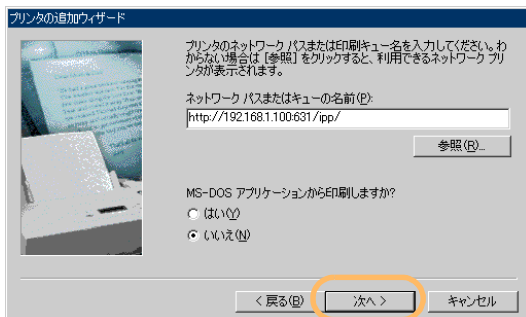 プリンタの追加ウィザード
プリンタのネットワーク パスまたは印刷キュー名を入力してください。わ
からない場合は [参照] をクリックすると、利用できるネットワーク プリ
ンタが表示されます。
ネットワーク パスまたはキューの名前(P):
http://192.168.1.100:631/ipp/
参照(R)...
MS-DOS アプリケーションから印刷しますか?
はい(Y)
いいえ(N)
< 戻る(B)
次へ >
キャンセル